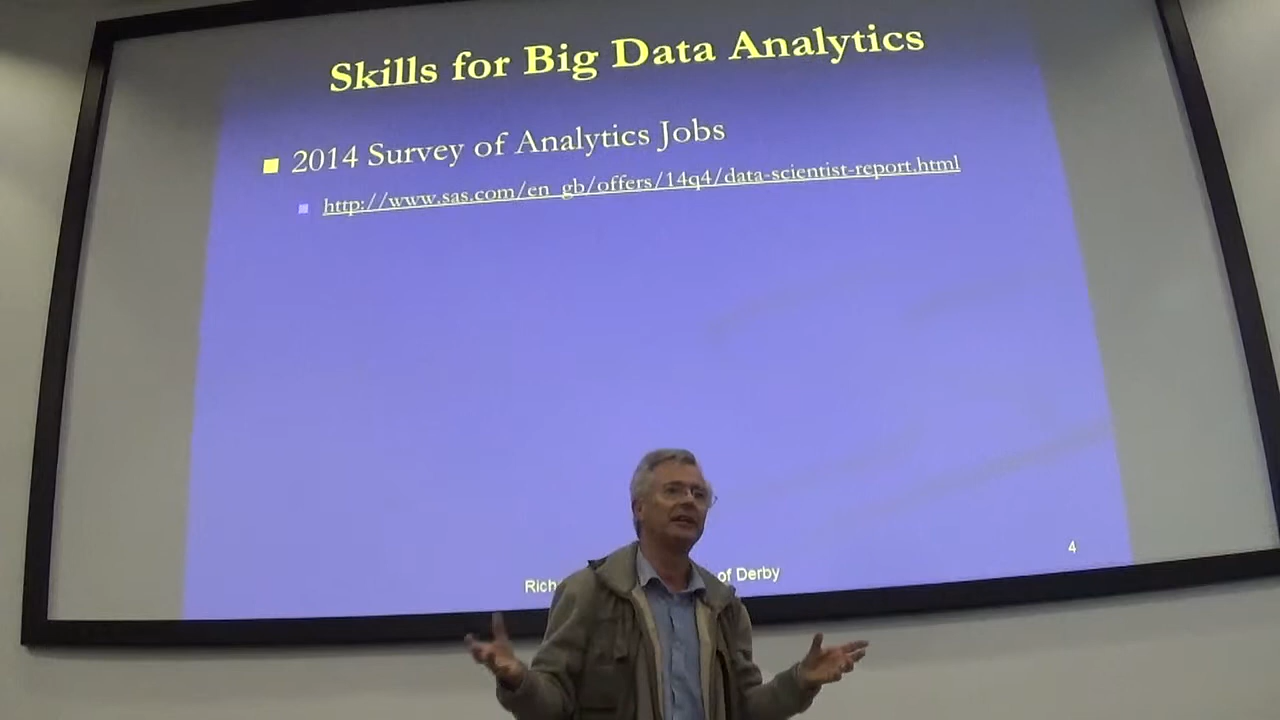 Skills for Big Data Analytics
2014 Survey of Analytics Jobs
http://www.sas.com/en_gb/offers/14q4/data-scientist-report.html
4
of Derby